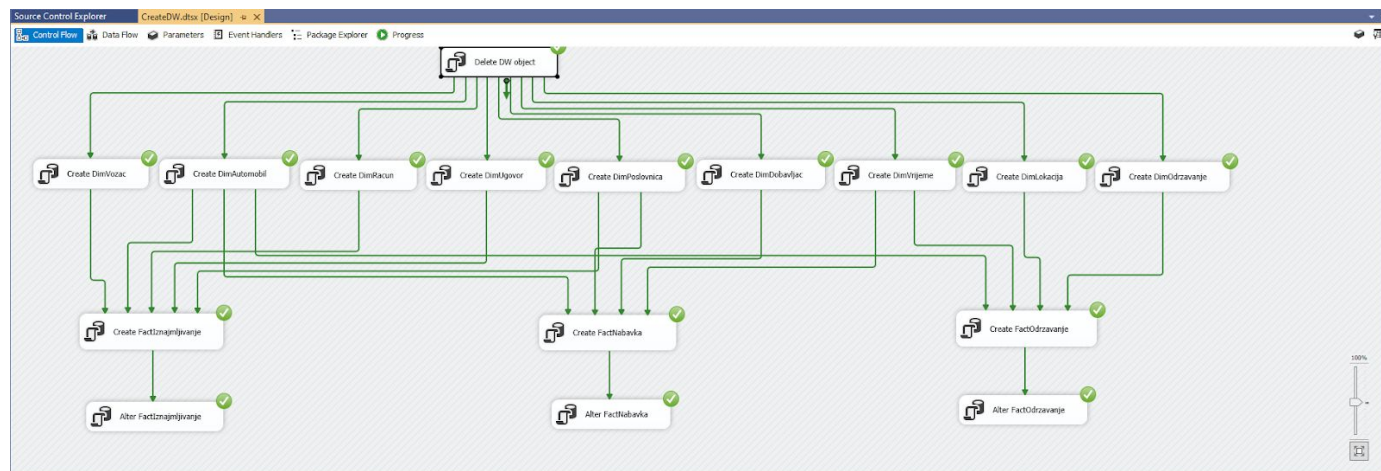 Source Control Explorer
CreateDW.dtsx [Design]
Control Flow Data Flow Parameters Event Handlers Package Explorer Progress
Delete DW object
Create DimVozac Create DimAutomobil Create DimRacun Create DimUgovor Create DimPoslovnica Create DimDobavljac Create DimVrijeme Create DimLokacija Create DimOdrzavanje
Create FactIznajmljivanje Create FactNabavka Create FactOdrzavanje
100%
Alter FactIznajmljivanje Alter FactNabavka Alter FactOdrzavanje